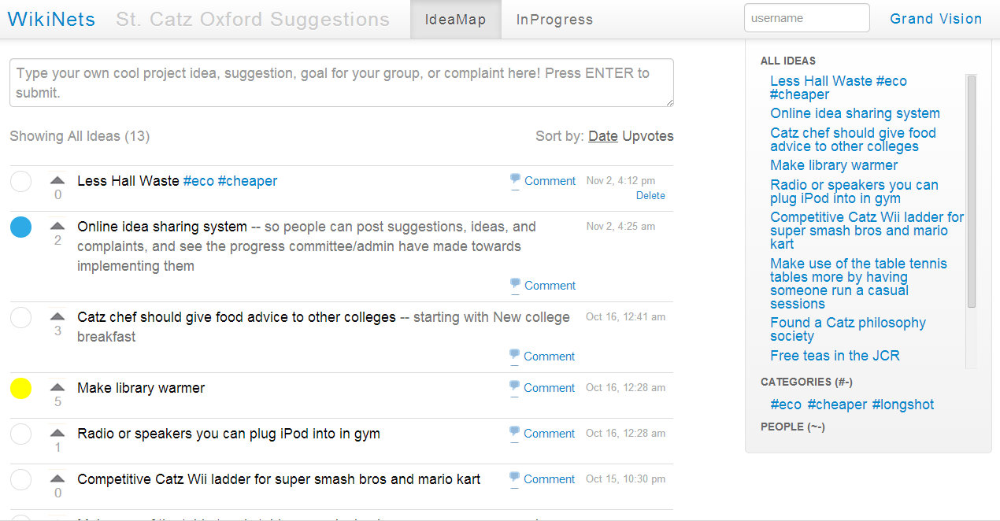 WikiNets St. Catz Oxford Suggestions IdeaMap InProgress username Grand Vision
Type your own cool project idea, suggestion, goal for your group, or complaint here! Press ENTER to
submit.
Showing All Ideas (13) Sort by: Date Upvotes
0 Less Hall Waste #eco #cheaper Comment Nov 2, 4:12 pm
Delete
2 Online idea sharing system -- so people can post suggestions, ideas, and Nov 2, 4:25 am
complaints, and see the progress committee/admin have made towards
implementing them
Comment
3 Catz chef should give food advice to other colleges -- starting with New college Oct 16, 12:41 am
breakfast
Comment
5 Make library warmer Comment Oct 16, 12:28 am
1 Radio or speakers you can plug iPod into in gym Comment Oct 16, 12:28 am
0 Competitive Catz Wii ladder for super smash bros and mario kart Comment Oct 15, 10:30 pm
ALL IDEAS
Less Hall Waste #eco
#cheaper
Online idea sharing system
Catz chef should give food
advice to other colleges
Make library warmer
Radio or speakers you can
plug iPod into in gym
Competitive Catz Wii ladder for
super smash bros and mario
kart
Make use of the table tennis
tables more by having
someone run a casual
sessions
Found a Catz philosophy
society
Free teas in the JCR
CATEGORIES (#-)
#eco #cheaper #longshot
PEOPLE (~-)